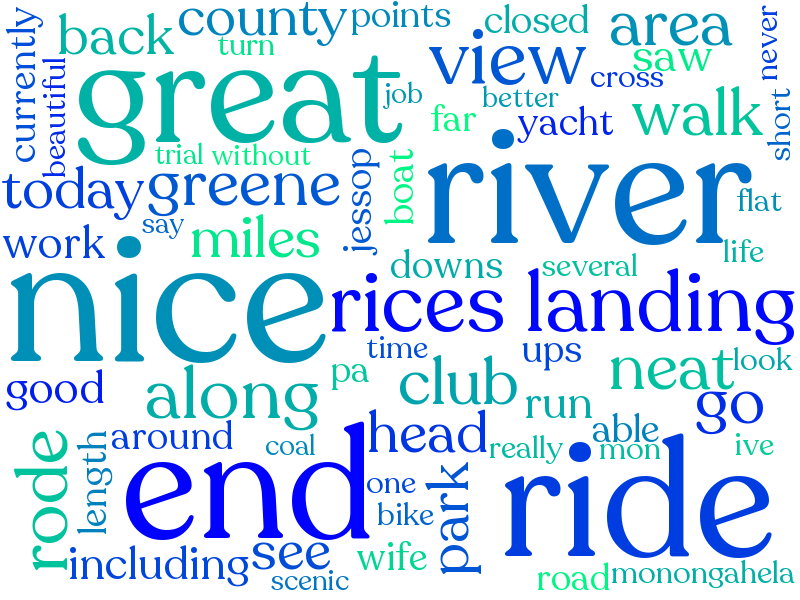 currently
beautiful
back
county
points
turn
closed
area
never
great
view
saw
cross
job
better
far
yacht
walk
short
trial
without
today
greene
jessop
boat
river
flat
say
work
miles
downs
several
life
nice
rices landing
time
ups
good
along
pa
club
run
neat
look
go
rode
length
around
coal
head
really
able
mon
ive
end
one
bike
park
ride
including
see
wife
scenic
road
monongahela